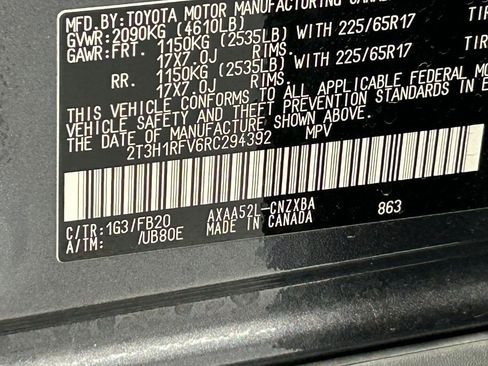 MFD. BY: TOYOTA MOTOR MANUFACTURING
GVWR: 2090KG (4610LB)
GAWR: FRT. 1150KG (2535LB) WITH 225/65R17 TIR
17X7.0J RIMS,
RR. 1150KG (2535LB) WITH 225/65R17 TIR
17X7.0J RIMS,
THIS VEHICLE CONFORMS TO ALL APPLICABLE FEDERAL MO
VEHICLE SAFETY AND THEFT PREVENTION STANDARDS IN E
THE DATE OF MANUFACTURE SHOWN ABOVE.
2T3H1RFV6RC294392 MPV
C/TR: 1G3/FB20 AXAA52L-CNZXBA 863
A/TM: /UB80E MADE IN CANADA